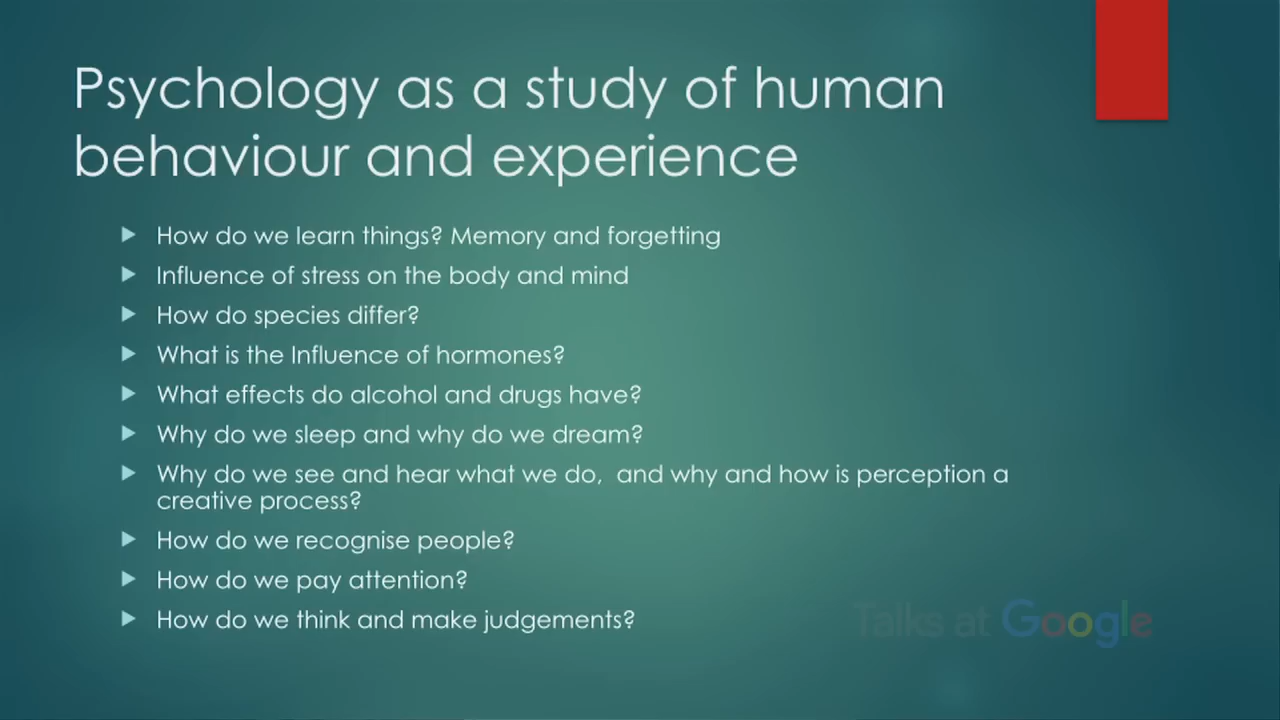 Psychology as a study of human
behaviour and experience
How do we learn things? Memory and forgetting
Influence of stress on the body and mind
How do species differ?
What is the Influence of hormones?
What effects do alcohol and drugs have?
Why do we sleep and why do we dream?
Why do we see and hear what we do,  and why and how is perception a
creative process?
How do we recognise people?
How do we pay attention?
How do we think and make judgements?
Talks at Google